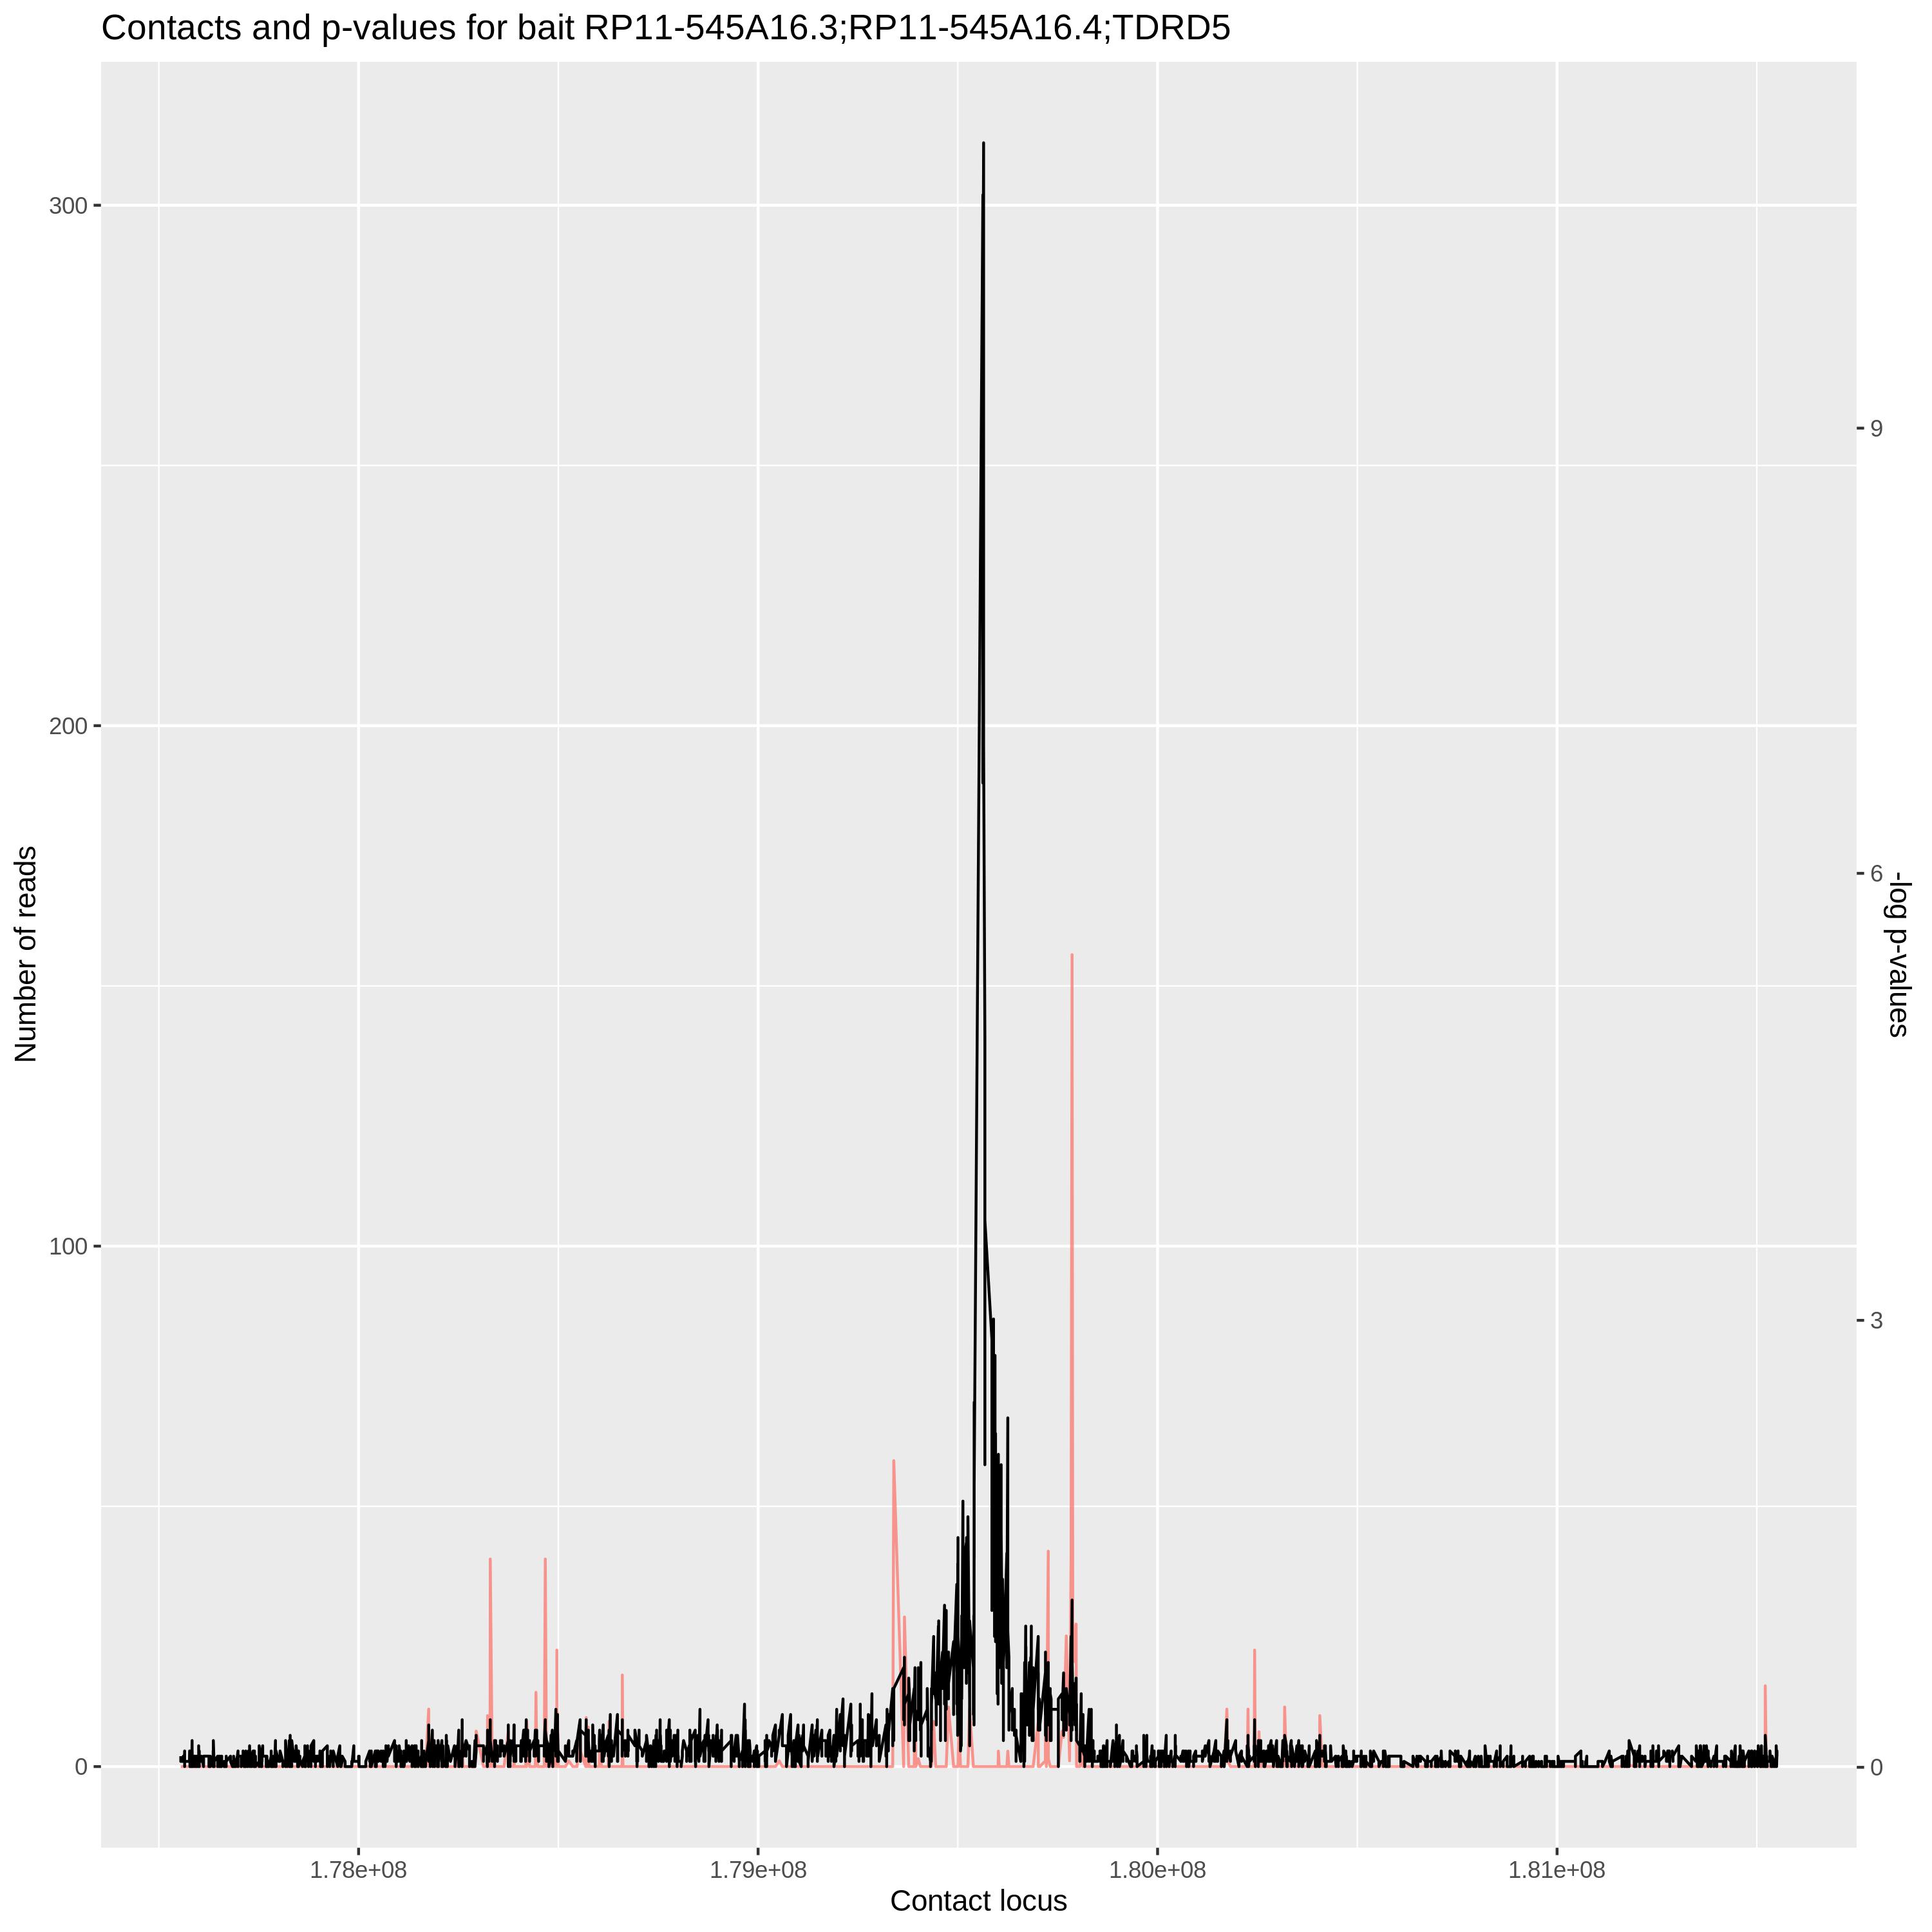 Contacts and p-values for bait RP11-545A16.3;RP11-545A16.4;TDRD5
300
200
100
0
Number of reads
9
6
3
0
-log p-values
1.78e+08 1.79e+08 1.80e+08 1.81e+08
Contact locus